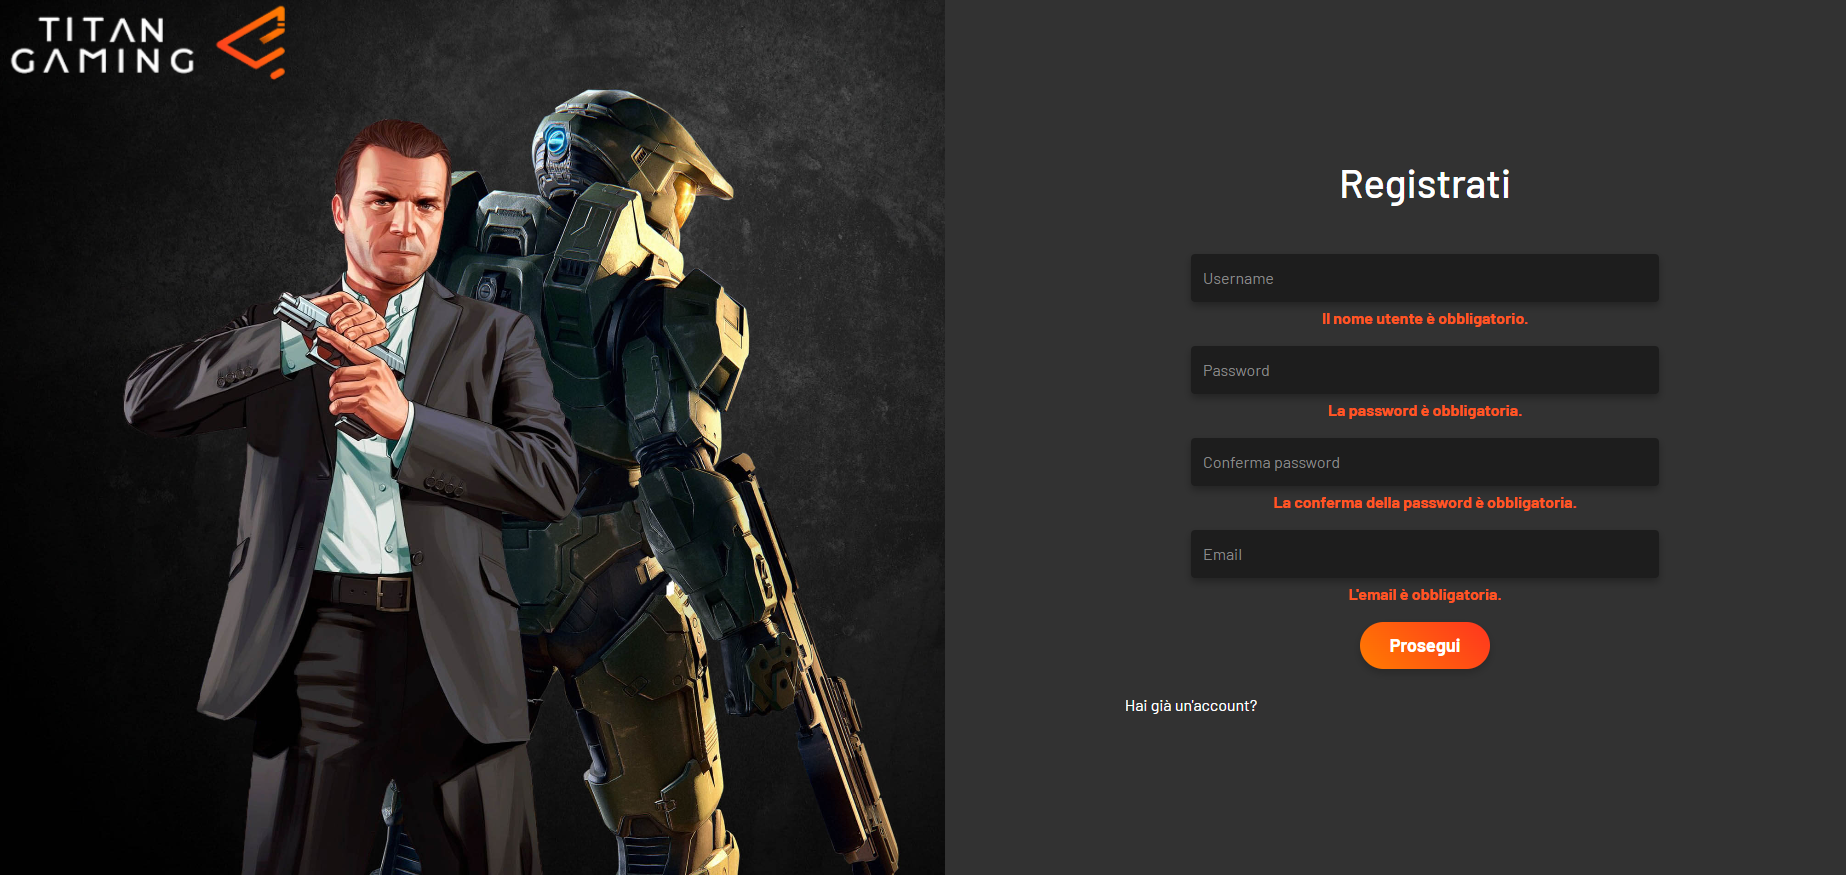 TITAN
GAMING
Registrati
Username
Il nome utente è obbligatorio.
Password
La password è obbligatoria.
Conferma password
La conferma della password è obbligatoria.
Email
L'email è obbligatoria.
Prosegui
Hai già un'account?